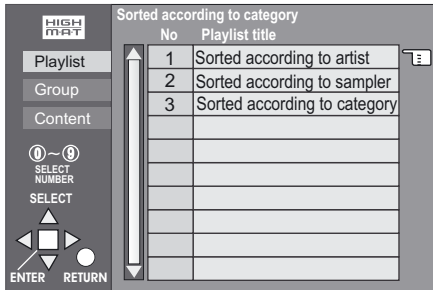 HIGH
MAT
Playlist
Group
Content
0~9
SELECT
NUMBER
SELECT
ENTER RETURN
Sorted according to category
No Playlist title
1 Sorted according to artist
2 Sorted according to sampler
3 Sorted according to category